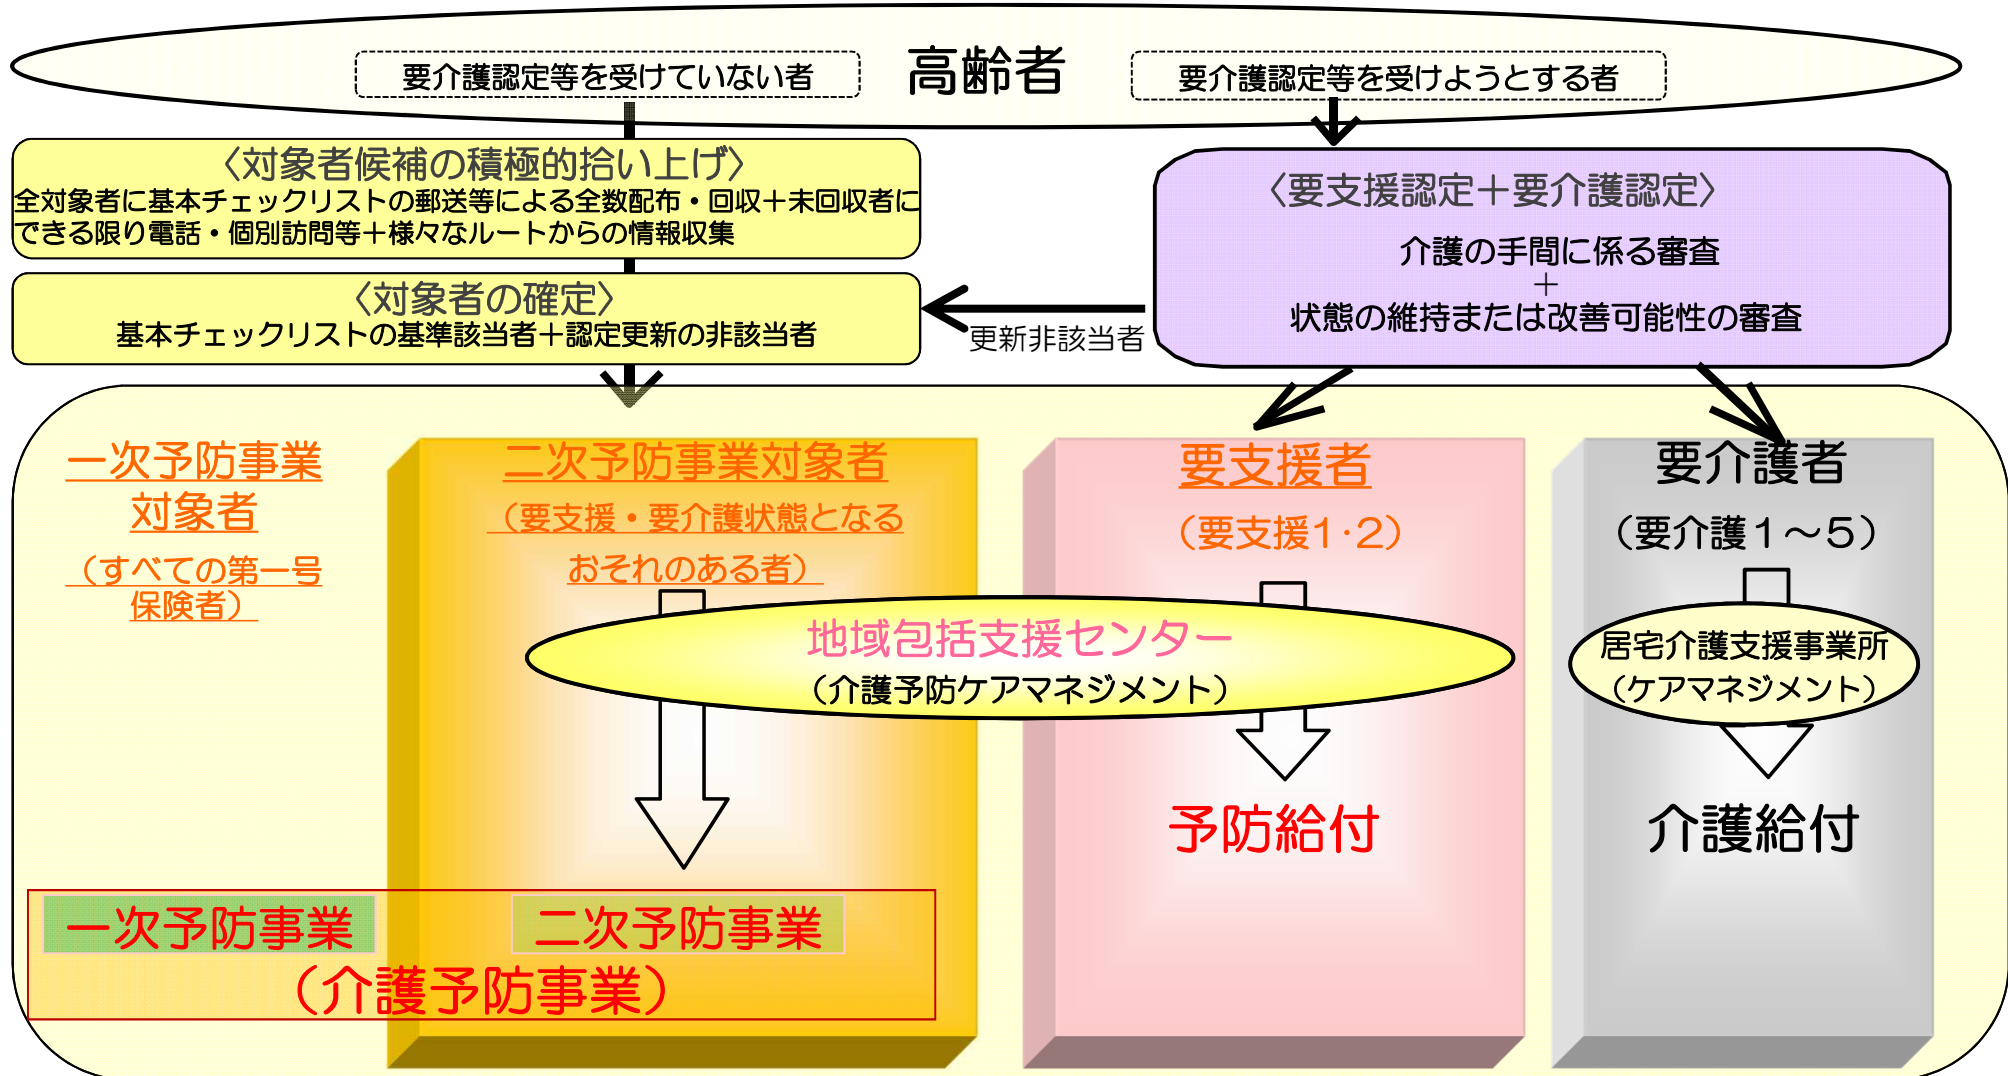 高齢者
要介護認定等を受けていない者
要介護認定等を受けようとする者
〈対象者候補の積極的拾い上げ〉
全対象者に基本チェックリストの郵送等による全数配布・回収＋未回収者に
できる限り電話・個別訪問等＋様々なルートからの情報収集
〈対象者の確定〉
基本チェックリストの基準該当者＋認定更新の非該当者
〈要支援認定＋要介護認定〉
介護の手間に係る審査
＋
状態の維持または改善可能性の審査
更新非該当者
一次予防事業
対象者
（すべての第一号
保険者）
二次予防事業対象者
（要支援・要介護状態となる
おそれのある者）
要支援者
（要支援１・２）
要介護者
（要介護１～５）
地域包括支援センター
（介護予防ケアマネジメント）
居宅介護支援事業所
（ケアマネジメント）
予防給付
介護給付
一次予防事業
二次予防事業
（介護予防事業）